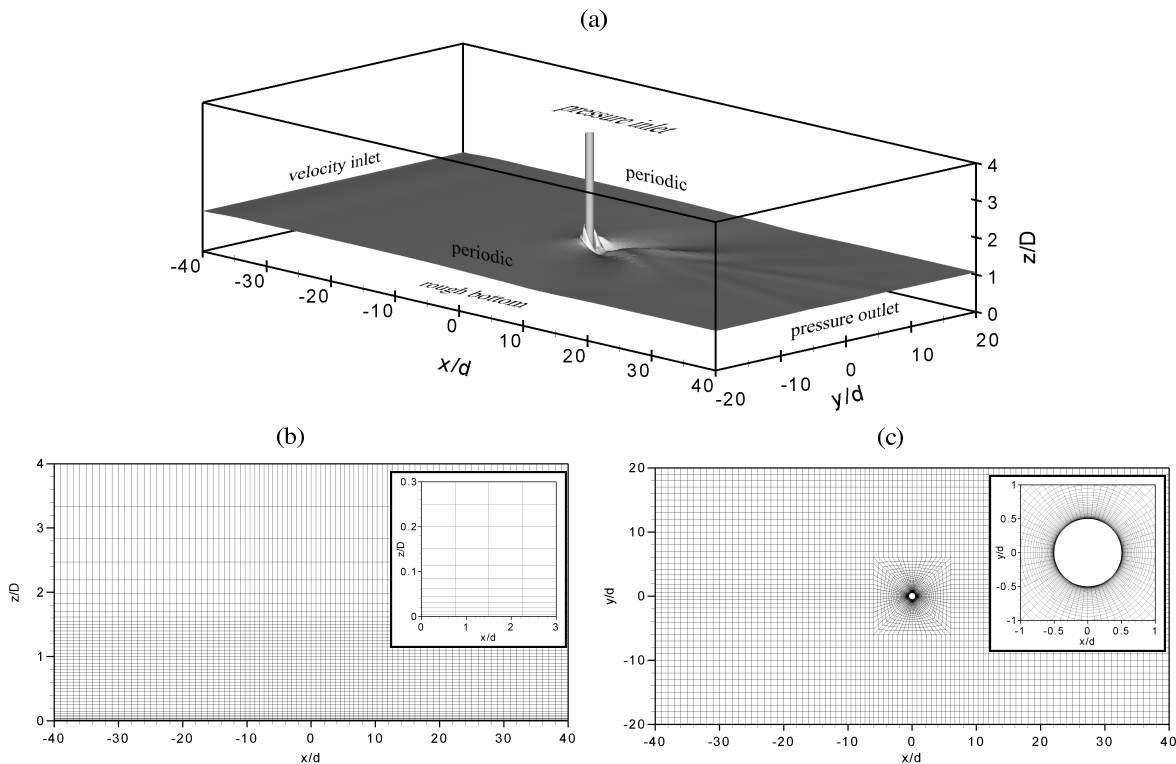 (a)
pressure inlet
velocity inlet
periodic
periodic
rough bottom
pressure outlet
4
3
2
1
0
z/D
-40
-30
-20
-10
0
10
20
30
40
x/d
-20
-10
0
10
20
y/d
(b)
4
3
2
1
0
z/D
-40 -30 -20 -10 0 10 20 30 40
x/d
0.3
0.2
0.1
0
z/D
0 1 2 3
x/d
(c)
20
10
0
-10
-20
y/d
-40 -30 -20 -10 0 10 20 30 40
x/d
1
0.5
0
-0.5
-1
y/d
-1 -0.5 0 0.5 1
x/d